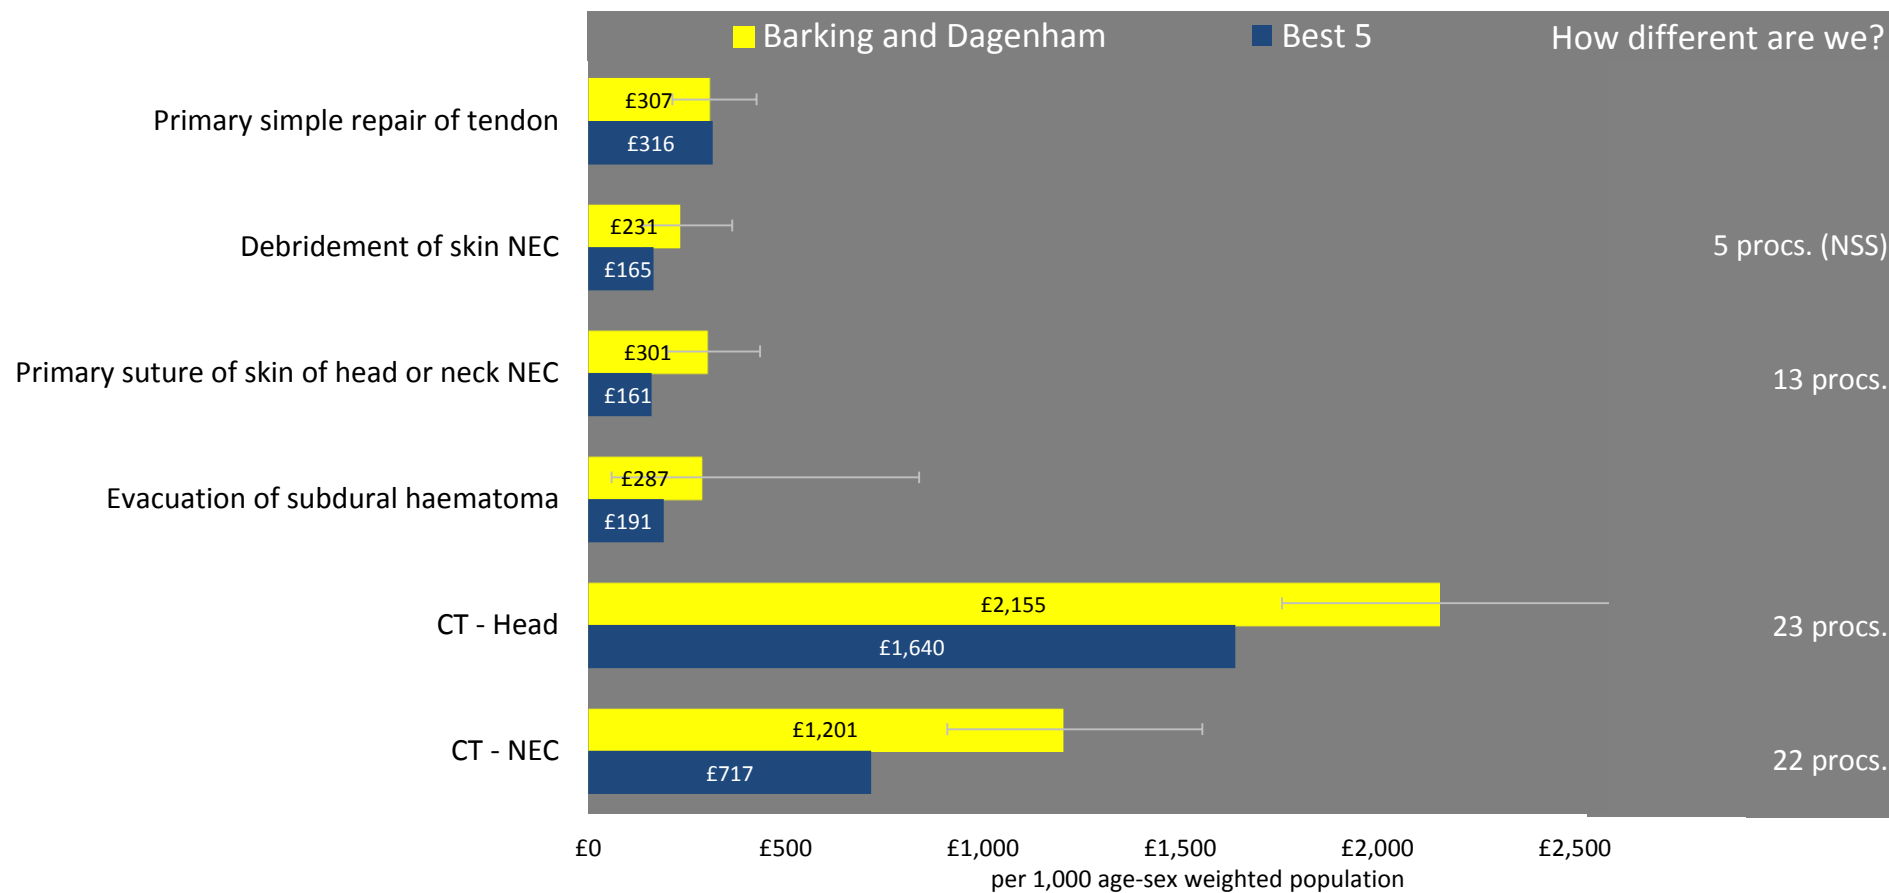 Barking and Dagenham Best 5 How different are we?
Primary simple repair of tendon £307
£316
Debridement of skin NEC £231 5 procs. (NSS)
£165
Primary suture of skin of head or neck NEC £301 13 procs.
£161
Evacuation of subdural haematoma £287
£191
CT - Head £2,155 23 procs.
£1,640
CT - NEC £1,201 22 procs.
£717
£0 £500 £1,000 £1,500 £2,000 £2,500
per 1,000 age-sex weighted population